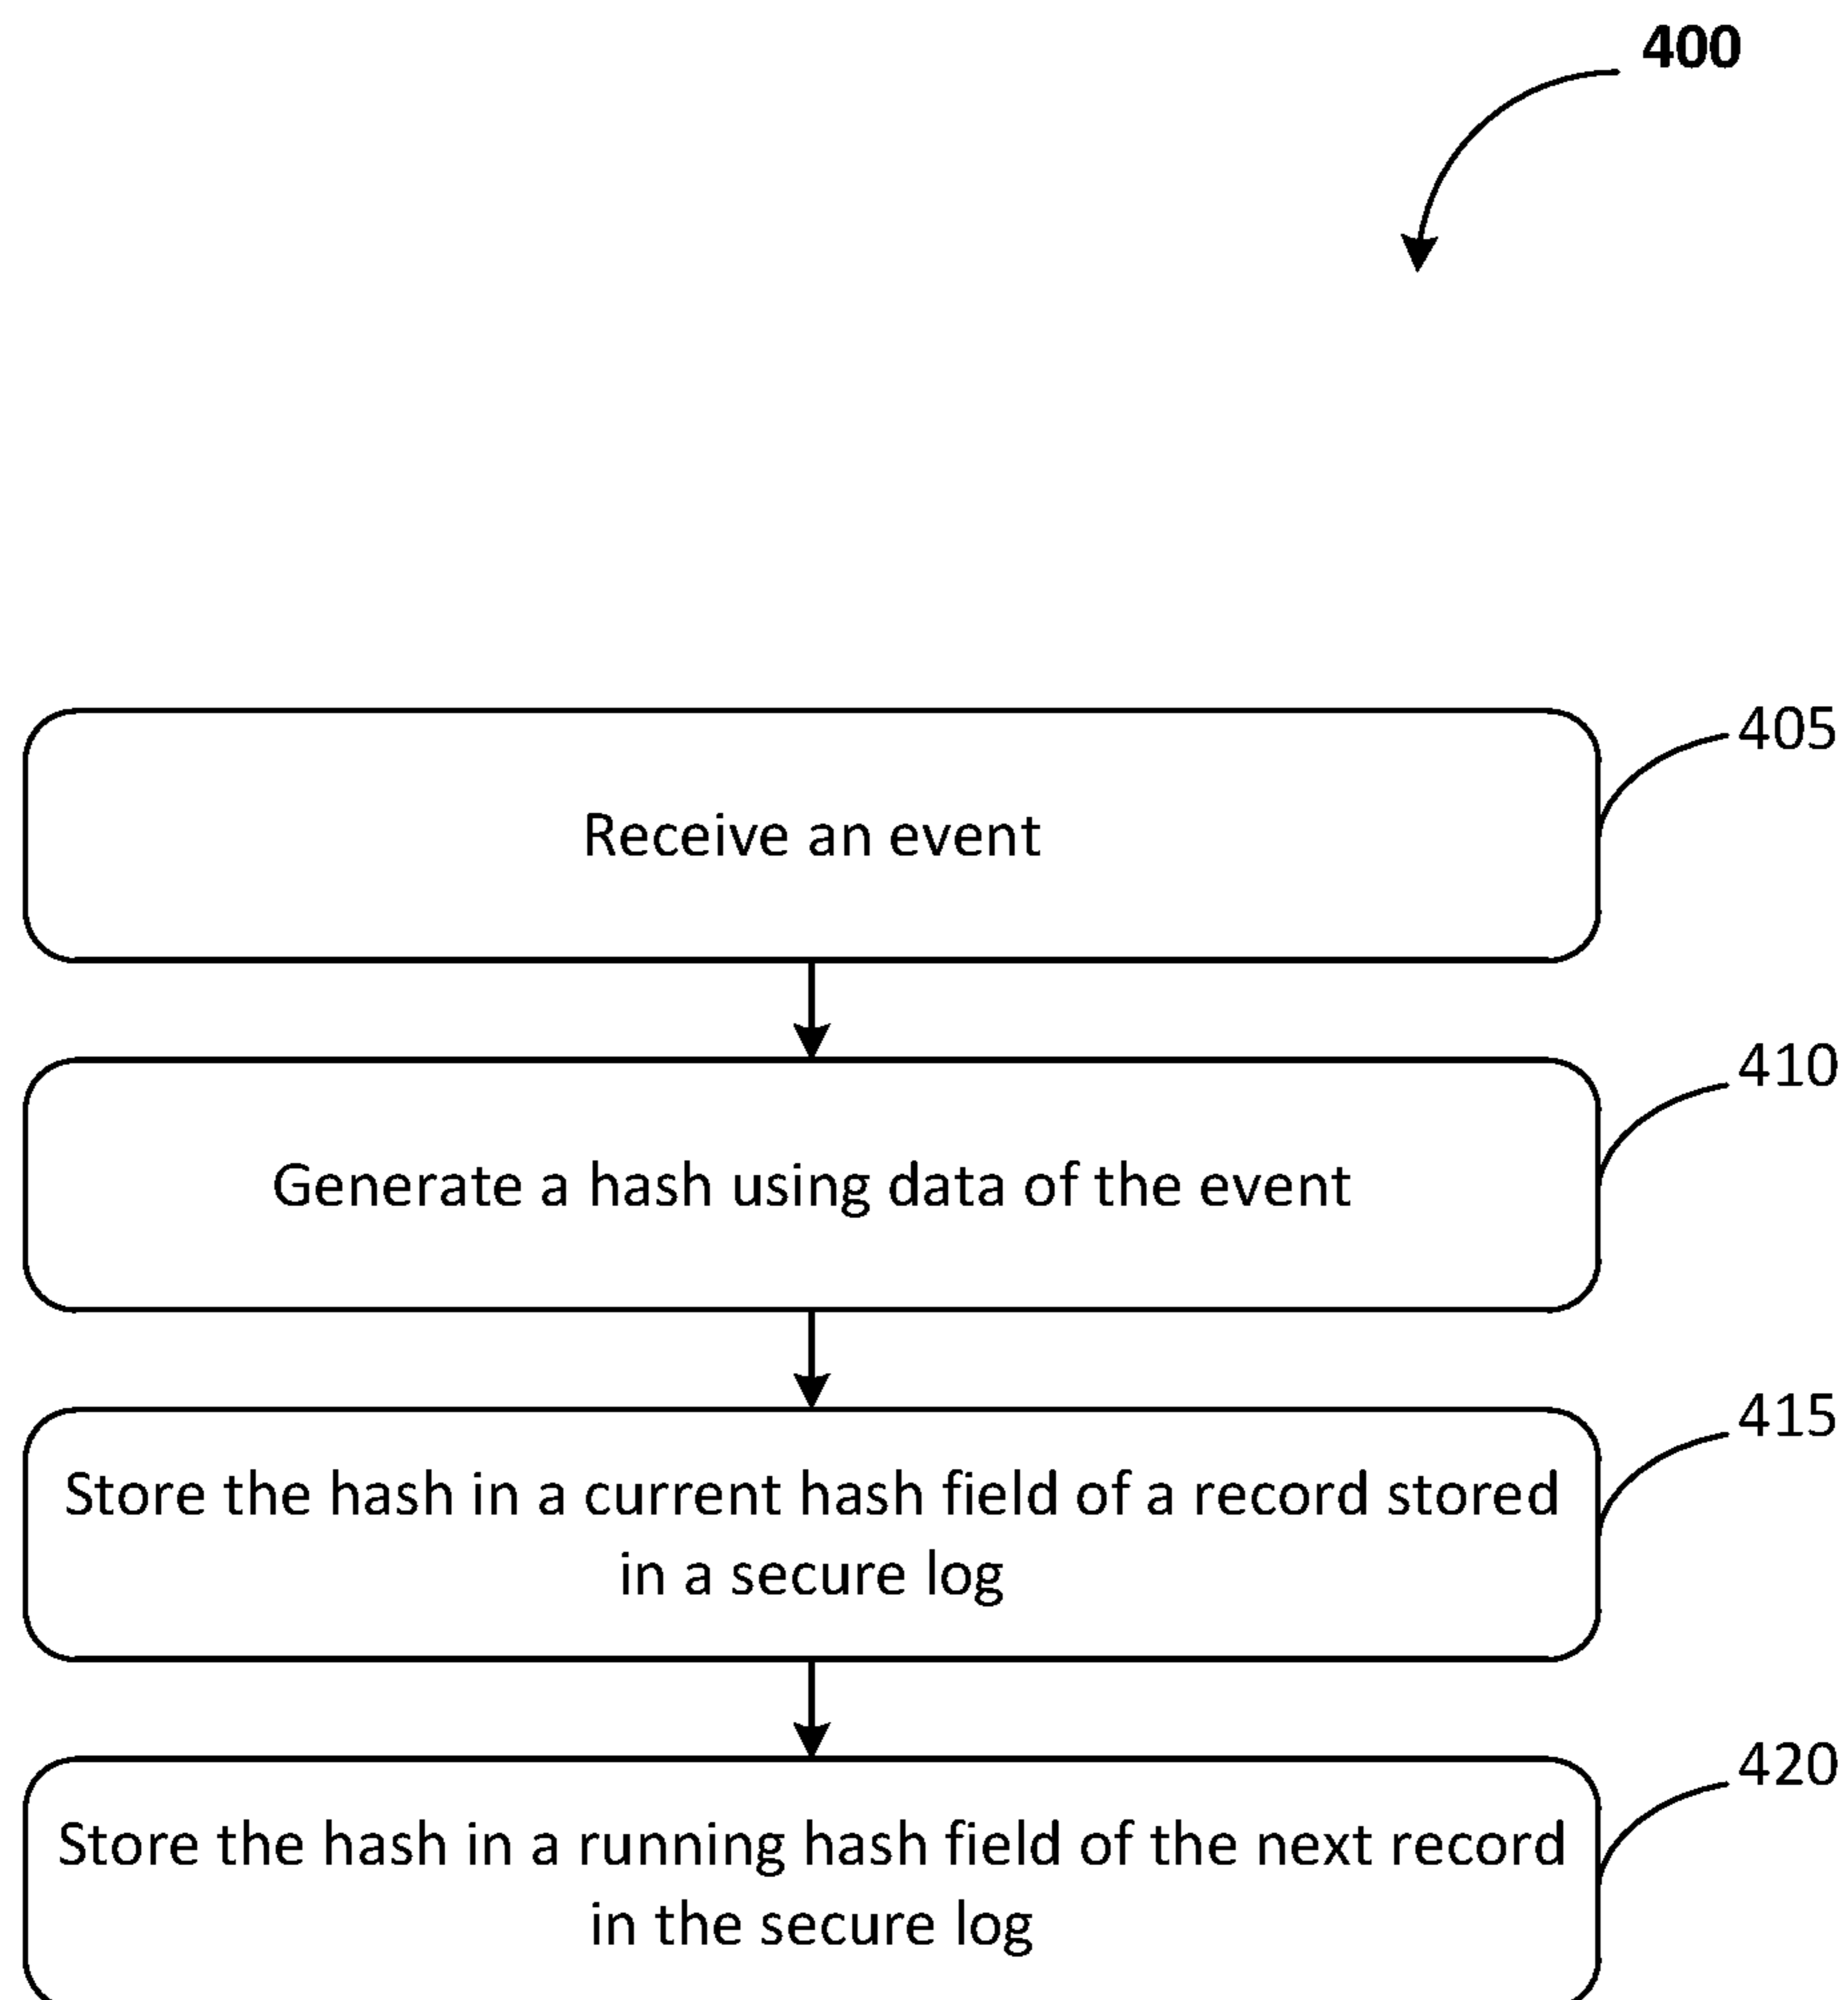 400
405
Receive an event
410
Generate a hash using data of the event
415
Store the hash in a current hash field of a record stored
in a secure log
420
Store the hash in a running hash field of the next record
in the secure log